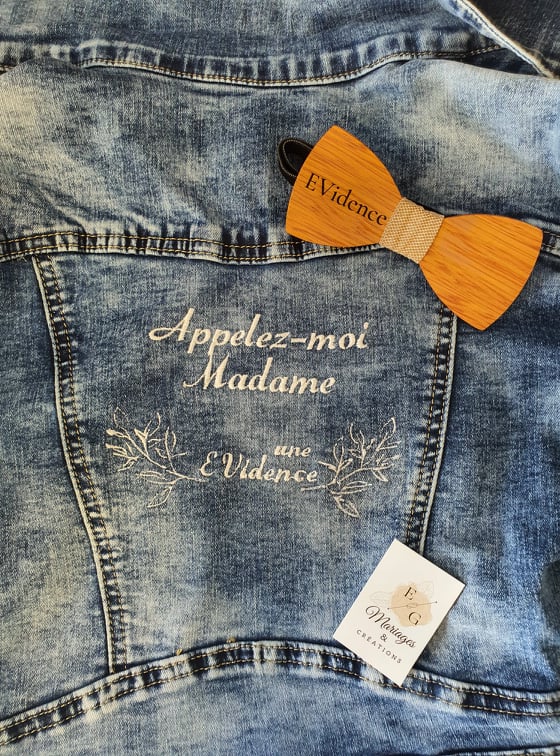 EVidence
Appelez-moi
Madame
une
EVidence
E
G
Mariages
&
CRÉATIONS